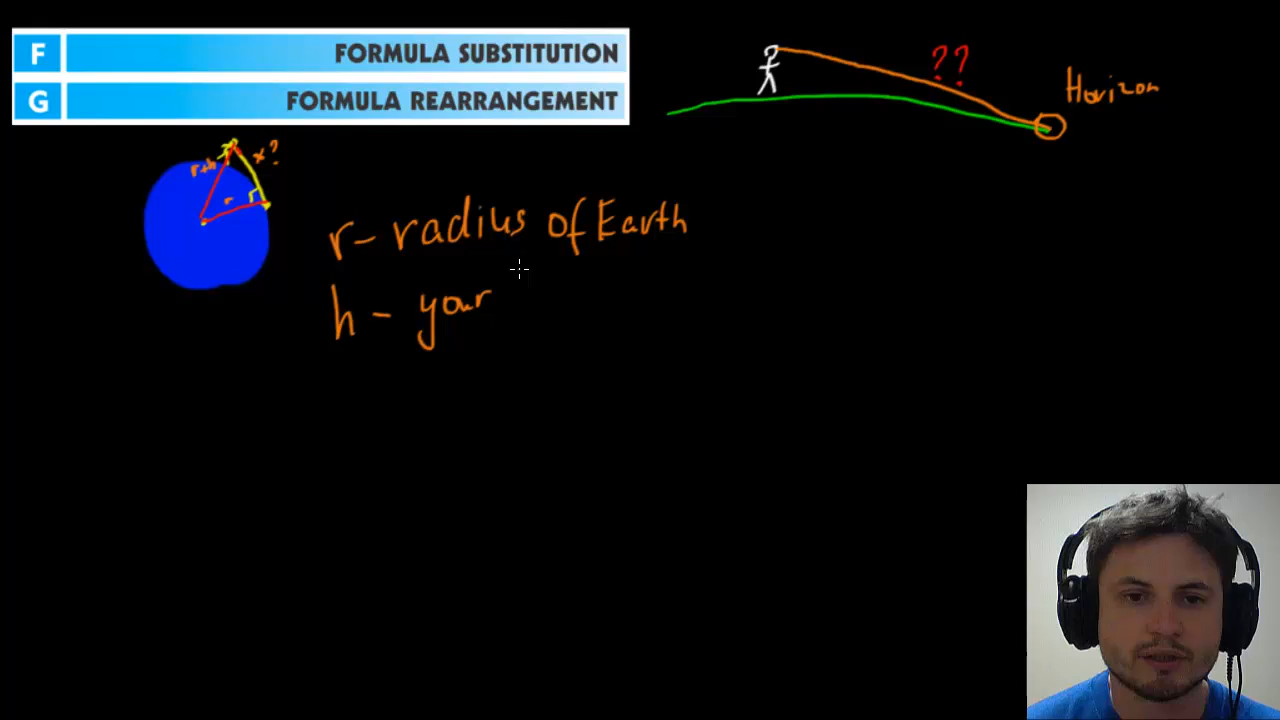 F FORMULA SUBSTITUTION
G FORMULA REARRANGEMENT
??
Horizon
r+h
x?
r
r - radius of Earth
h - your